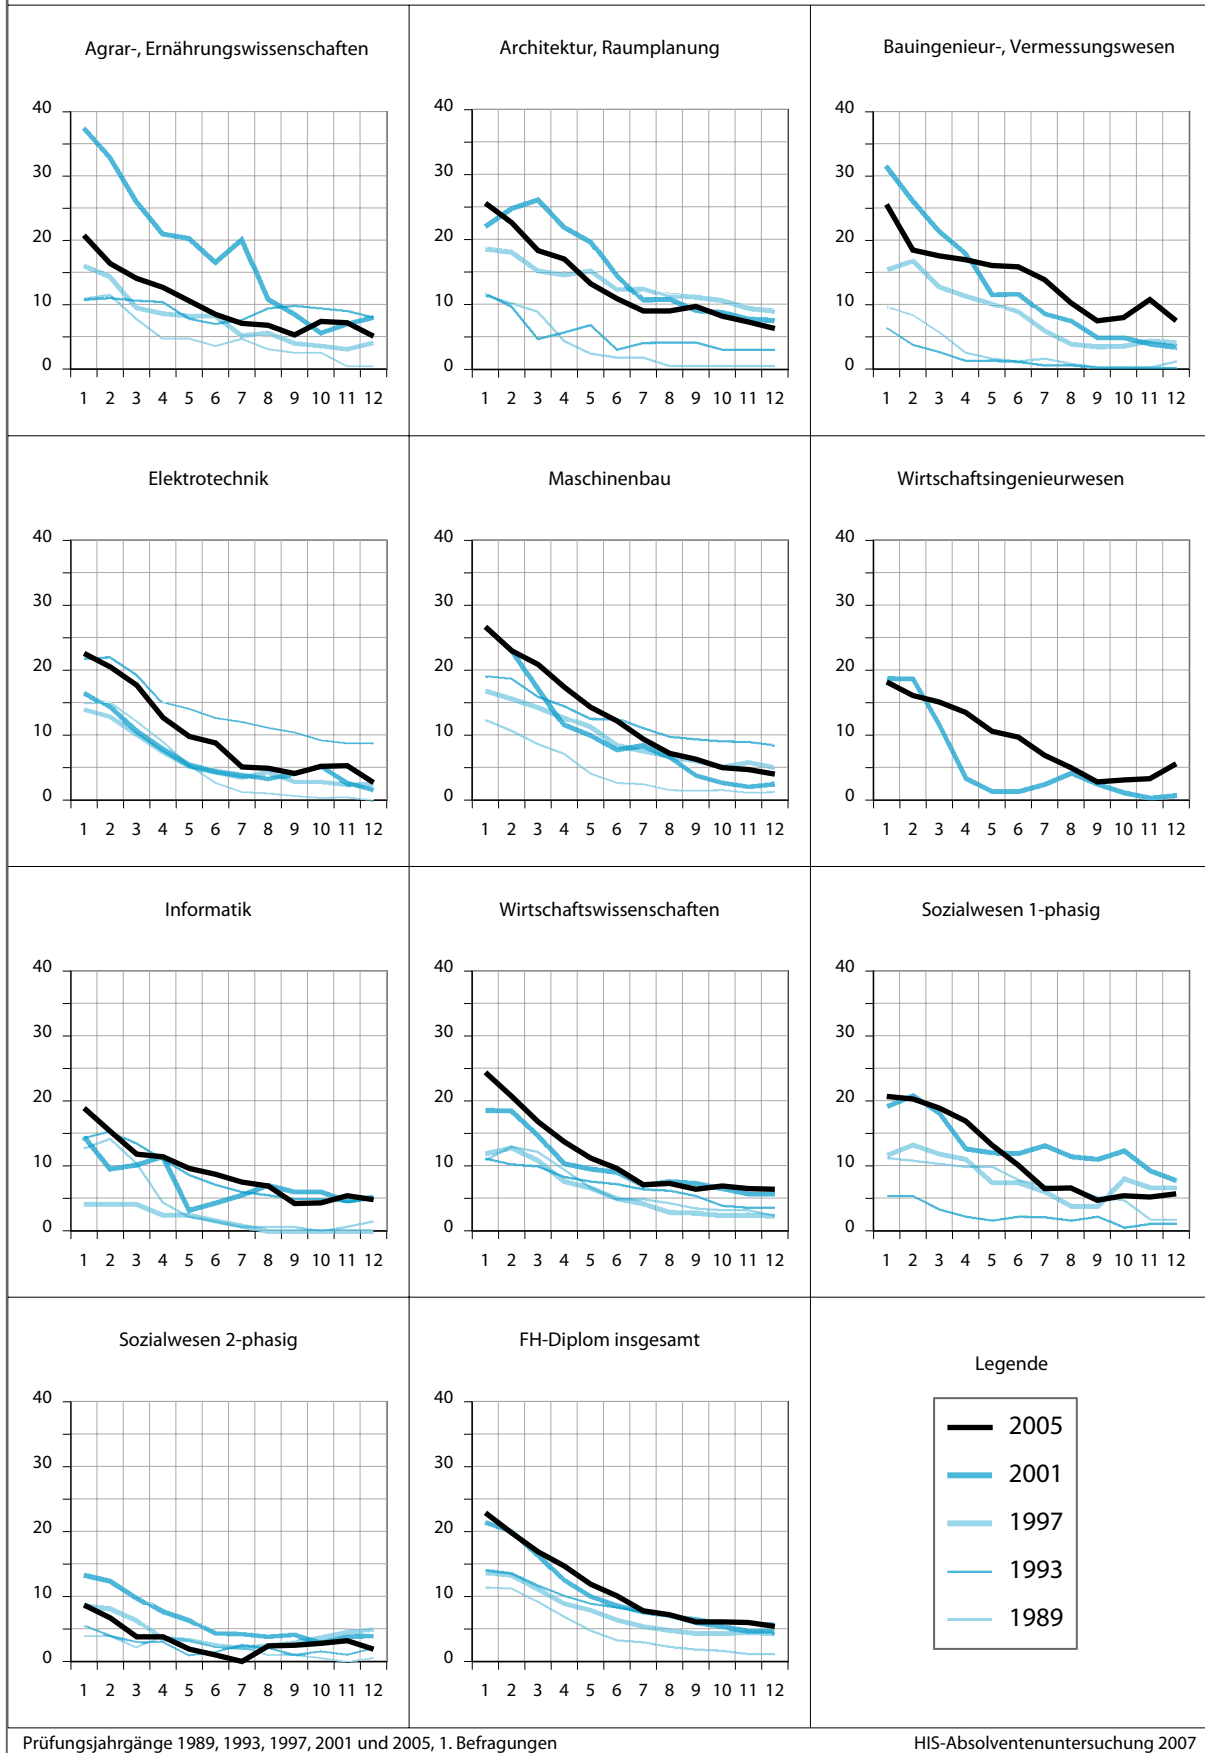 Agrar-, Ernährungswissenschaften
40
30
20
10
0
1 2 3 4 5 6 7 8 9 10 11 12
Architektur, Raumplanung
40
30
20
10
0
1 2 3 4 5 6 7 8 9 10 11 12
Bauingenieur-, Vermessungswesen
40
30
20
10
0
1 2 3 4 5 6 7 8 9 10 11 12
Elektrotechnik
40
30
20
10
0
1 2 3 4 5 6 7 8 9 10 11 12
Maschinenbau
40
30
20
10
0
1 2 3 4 5 6 7 8 9 10 11 12
Wirtschaftsingenieurwesen
40
30
20
10
0
1 2 3 4 5 6 7 8 9 10 11 12
Informatik
40
30
20
10
0
1 2 3 4 5 6 7 8 9 10 11 12
Wirtschaftswissenschaften
40
30
20
10
0
1 2 3 4 5 6 7 8 9 10 11 12
Sozialwesen 1-phasig
40
30
20
10
0
1 2 3 4 5 6 7 8 9 10 11 12
Sozialwesen 2-phasig
40
30
20
10
0
1 2 3 4 5 6 7 8 9 10 11 12
FH-Diplom insgesamt
40
30
20
10
0
1 2 3 4 5 6 7 8 9 10 11 12
Legende
2005
2001
1997
1993
1989
Prüfungsjahrgänge 1989, 1993, 1997, 2001 und 2005, 1. Befragungen
HIS-Absolventenuntersuchung 2007